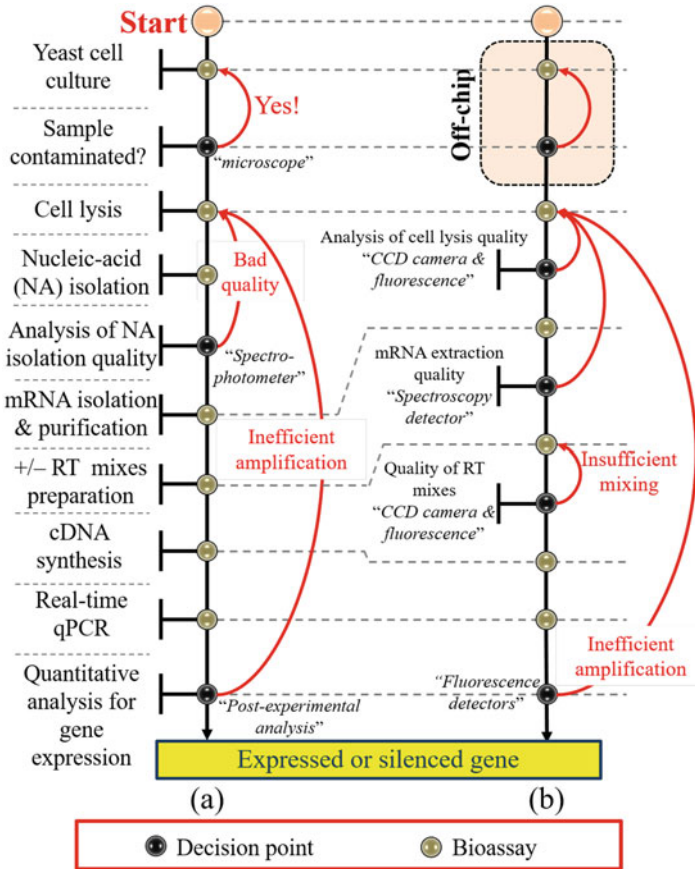 Start
Yeast cell
culture
Yes!
Off-chip
Sample
contaminated?
“microscope”
Cell lysis
Analysis of cell lysis quality
“CCD camera &
fluorescence”
Nucleic-acid
(NA) isolation
Bad
quality
Analysis of NA
isolation quality
“Spectro-
photometer”
mRNA extraction
quality
“Spectroscopy
detector”
mRNA isolation
& purification
Inefficient
amplification
+/– RT mixes
preparation
Quality of RT
mixes
“CCD camera &
fluorescence”
Insufficient
mixing
cDNA
synthesis
Real-time
qPCR
Inefficient
amplification
Quantitative
analysis for
gene
expression
“Post-experimental
analysis”
“Fluorescence
detectors”
Expressed or silenced gene
(a)
(b)
Decision point
Bioassay